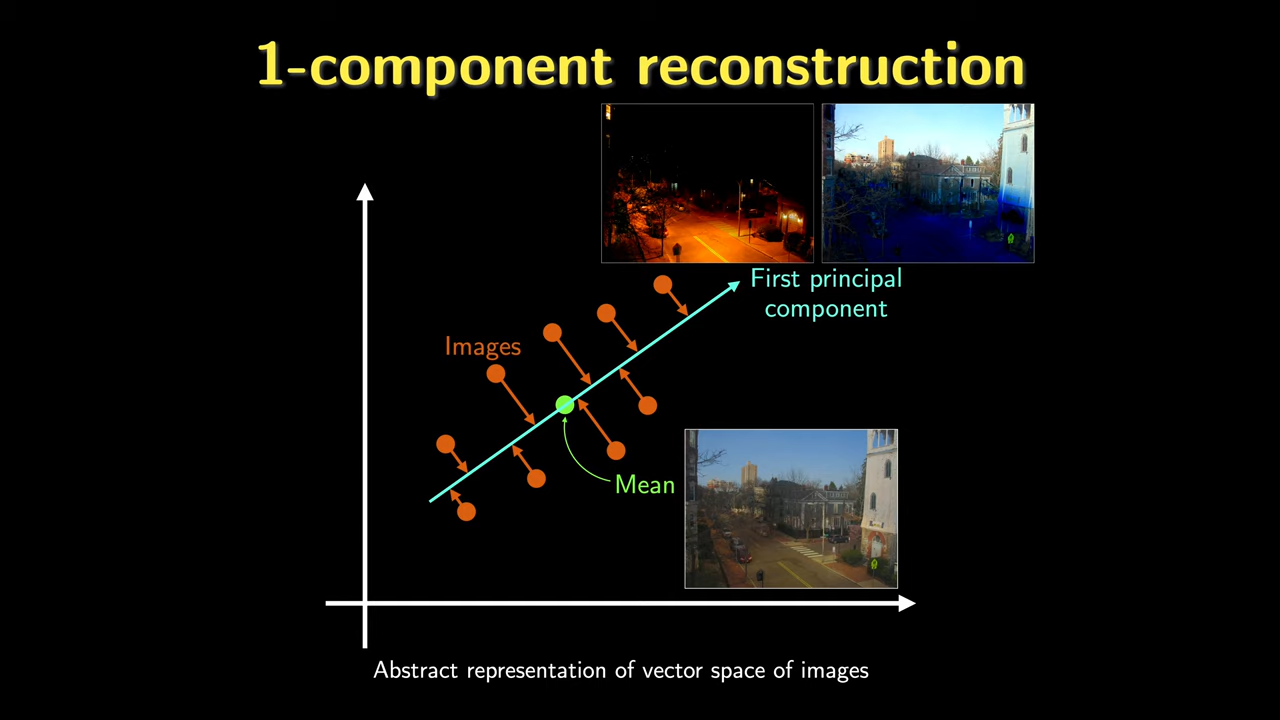 1-component reconstruction
First principal
component
Images
Mean
Abstract representation of vector space of images